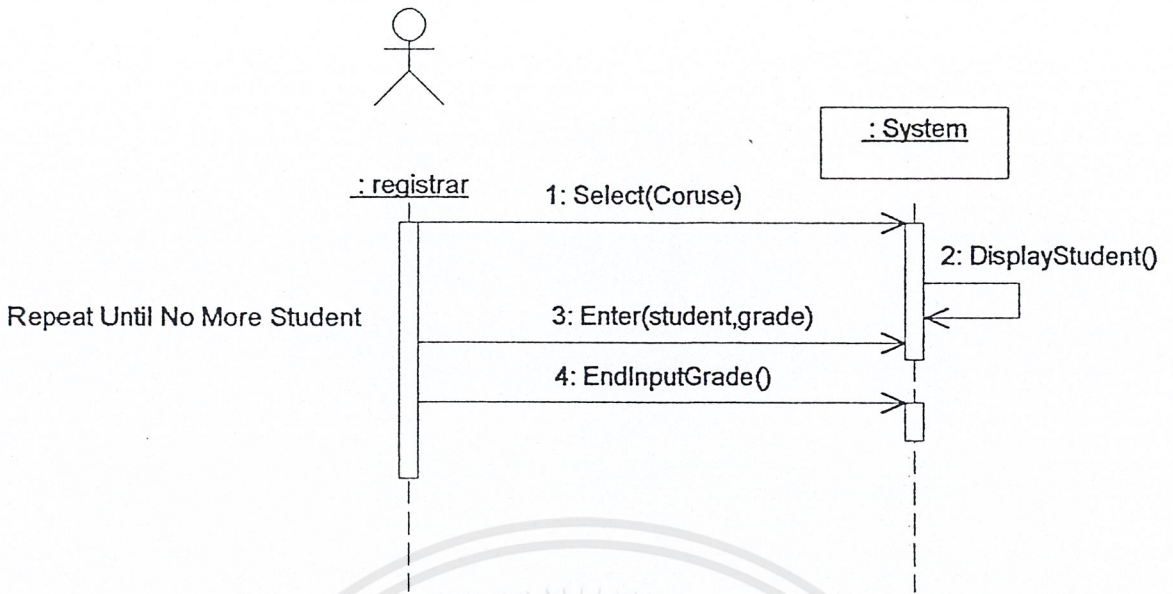 : System
: registrar
1: Select(Coruse)
2: DisplayStudent()
Repeat Until No More Student
3: Enter(student,grade)
4: EndInputGrade()